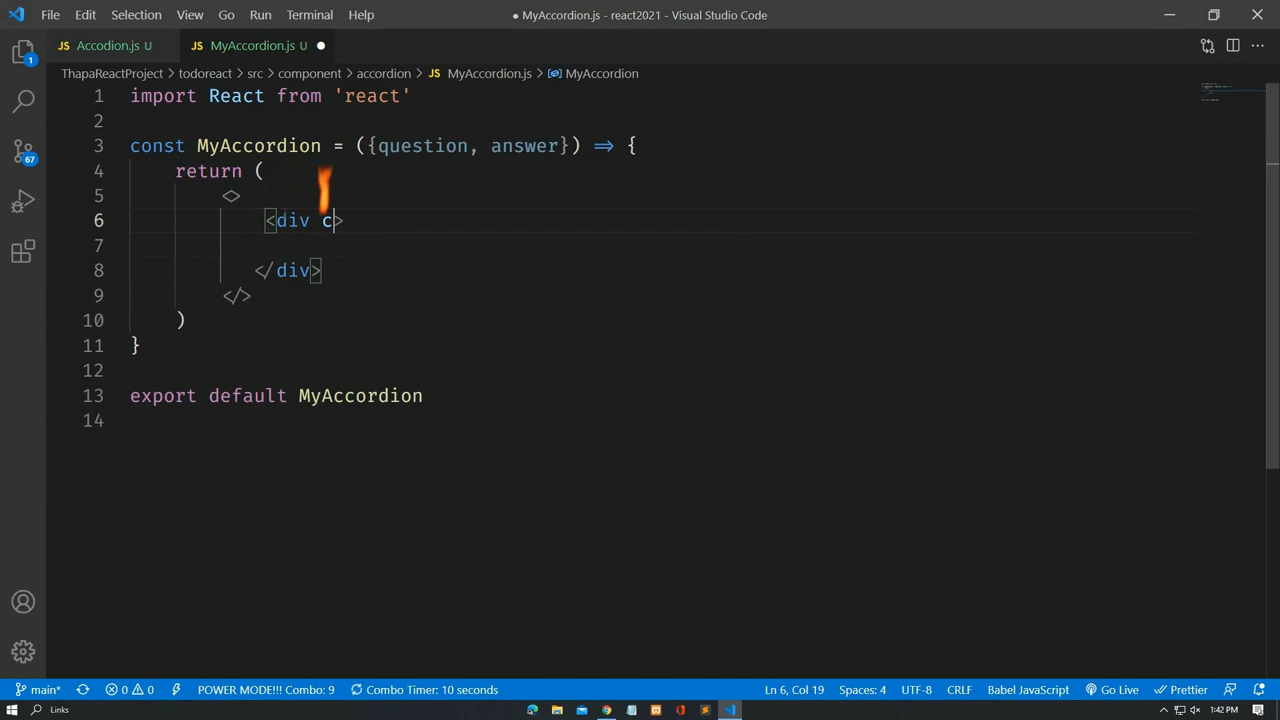 File Edit Selection View Go Run Terminal Help
● MyAccordion.js - react2021 - Visual Studio Code
JS Accodion.js U
JS MyAccordion.js U ●
ThapaReactProject > todoreact > src > component > accordion > JS MyAccordion.js > MyAccordion
1 import React from 'react'
2
3 const MyAccordion = ({question, answer}) => {
4 return (
5 <>
6 <div c>
7
8 </div>
9 </>
10 )
11 }
12
13 export default MyAccordion
14
1
67
main* 0 0 POWER MODE!!! Combo: 9 Combo Timer: 10 seconds Ln 6, Col 19 Spaces: 4 UTF-8 CRLF Babel JavaScript Go Live Prettier
Links 1:42 PM